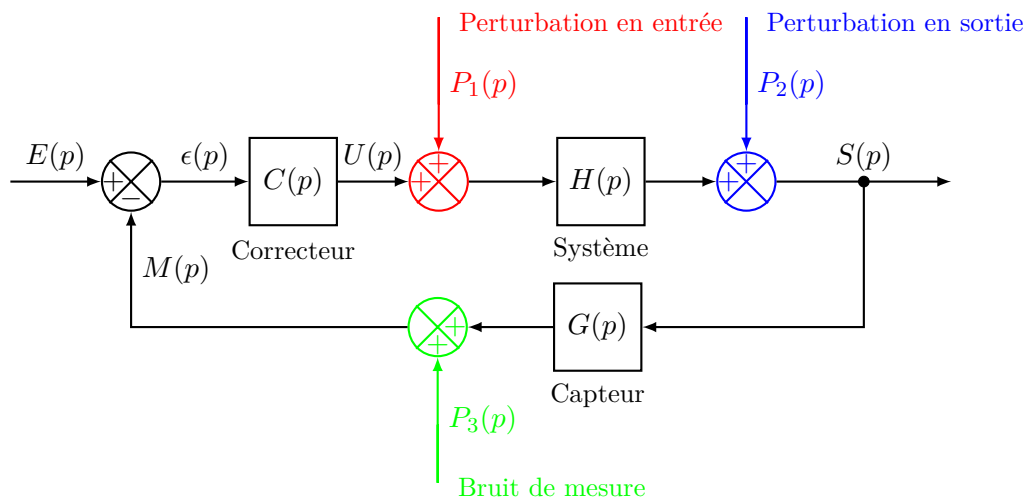 Perturbation en entrée
Perturbation en sortie
P₁(p)
P₂(p)
E(p)
+
−
ϵ(p)
C(p)
Correcteur
U(p)
+
+
H(p)
Système
+
+
S(p)
M(p)
G(p)
Capteur
+
+
P₃(p)
Bruit de mesure